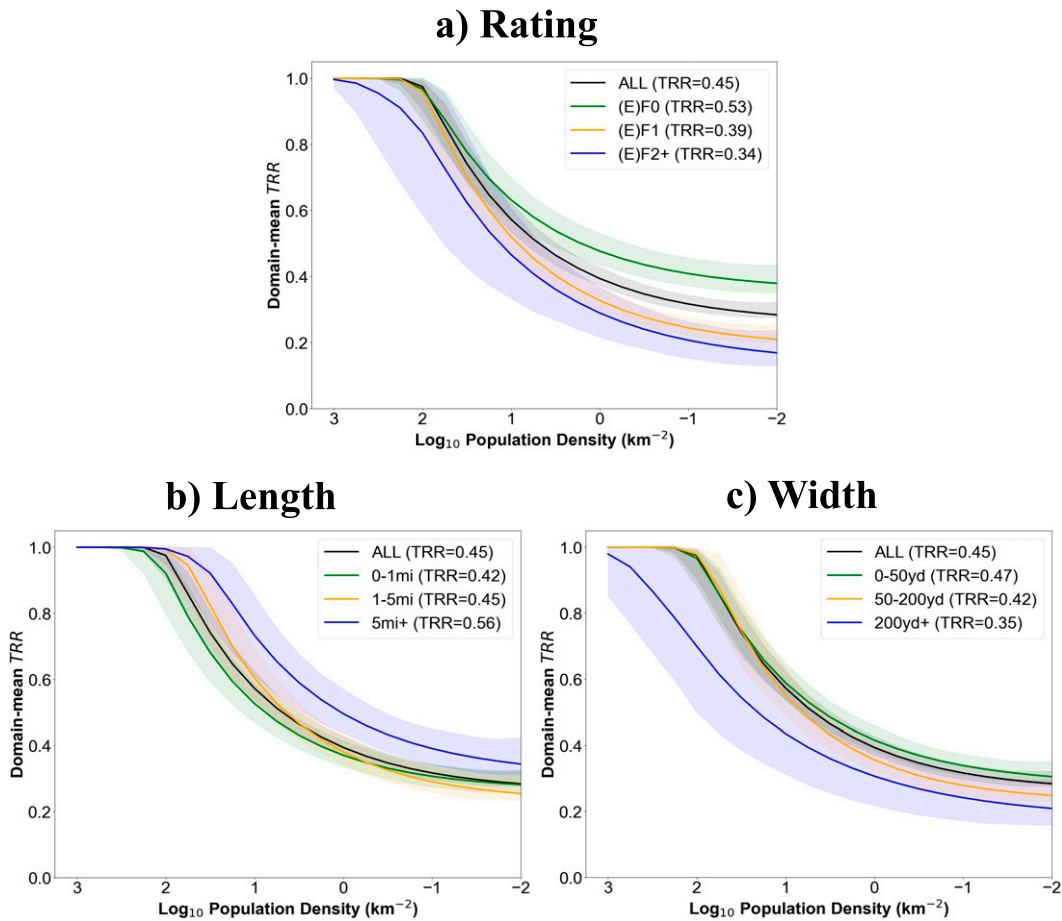 a) Rating
ALL (TRR=0.45)
(E)F0 (TRR=0.53)
(E)F1 (TRR=0.39)
(E)F2+ (TRR=0.34)
Domain-mean TRR
1.0
0.8
0.6
0.4
0.2
0.0
3 2 1 0 −1 −2
Log₁₀ Population Density (km⁻²)
b) Length
ALL (TRR=0.45)
0-1mi (TRR=0.42)
1-5mi (TRR=0.45)
5mi+ (TRR=0.56)
Domain-mean TRR
1.0
0.8
0.6
0.4
0.2
0.0
3 2 1 0 −1 −2
Log₁₀ Population Density (km⁻²)
c) Width
ALL (TRR=0.45)
0-50yd (TRR=0.47)
50-200yd (TRR=0.42)
200yd+ (TRR=0.35)
Domain-mean TRR
1.0
0.8
0.6
0.4
0.2
0.0
3 2 1 0 −1 −2
Log₁₀ Population Density (km⁻²)